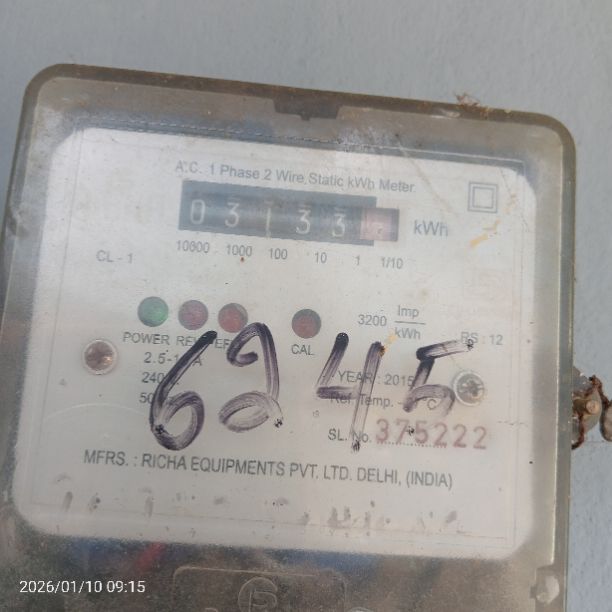 A.C. 1 Phase 2 Wire Static kWh Meter
0 3 1 3 3
kWh
10000 1000 100 10 1 1/10
CL - 1
3200 Imp/kWh
RS : 12
POWER REV
CAL
6245
2.5-
YEAR : 2015
Ref. Temp.
SL. No. 375222
MFRS. : RICHA EQUIPMENTS PVT. LTD. DELHI, (INDIA)
2026/01/10 09:15